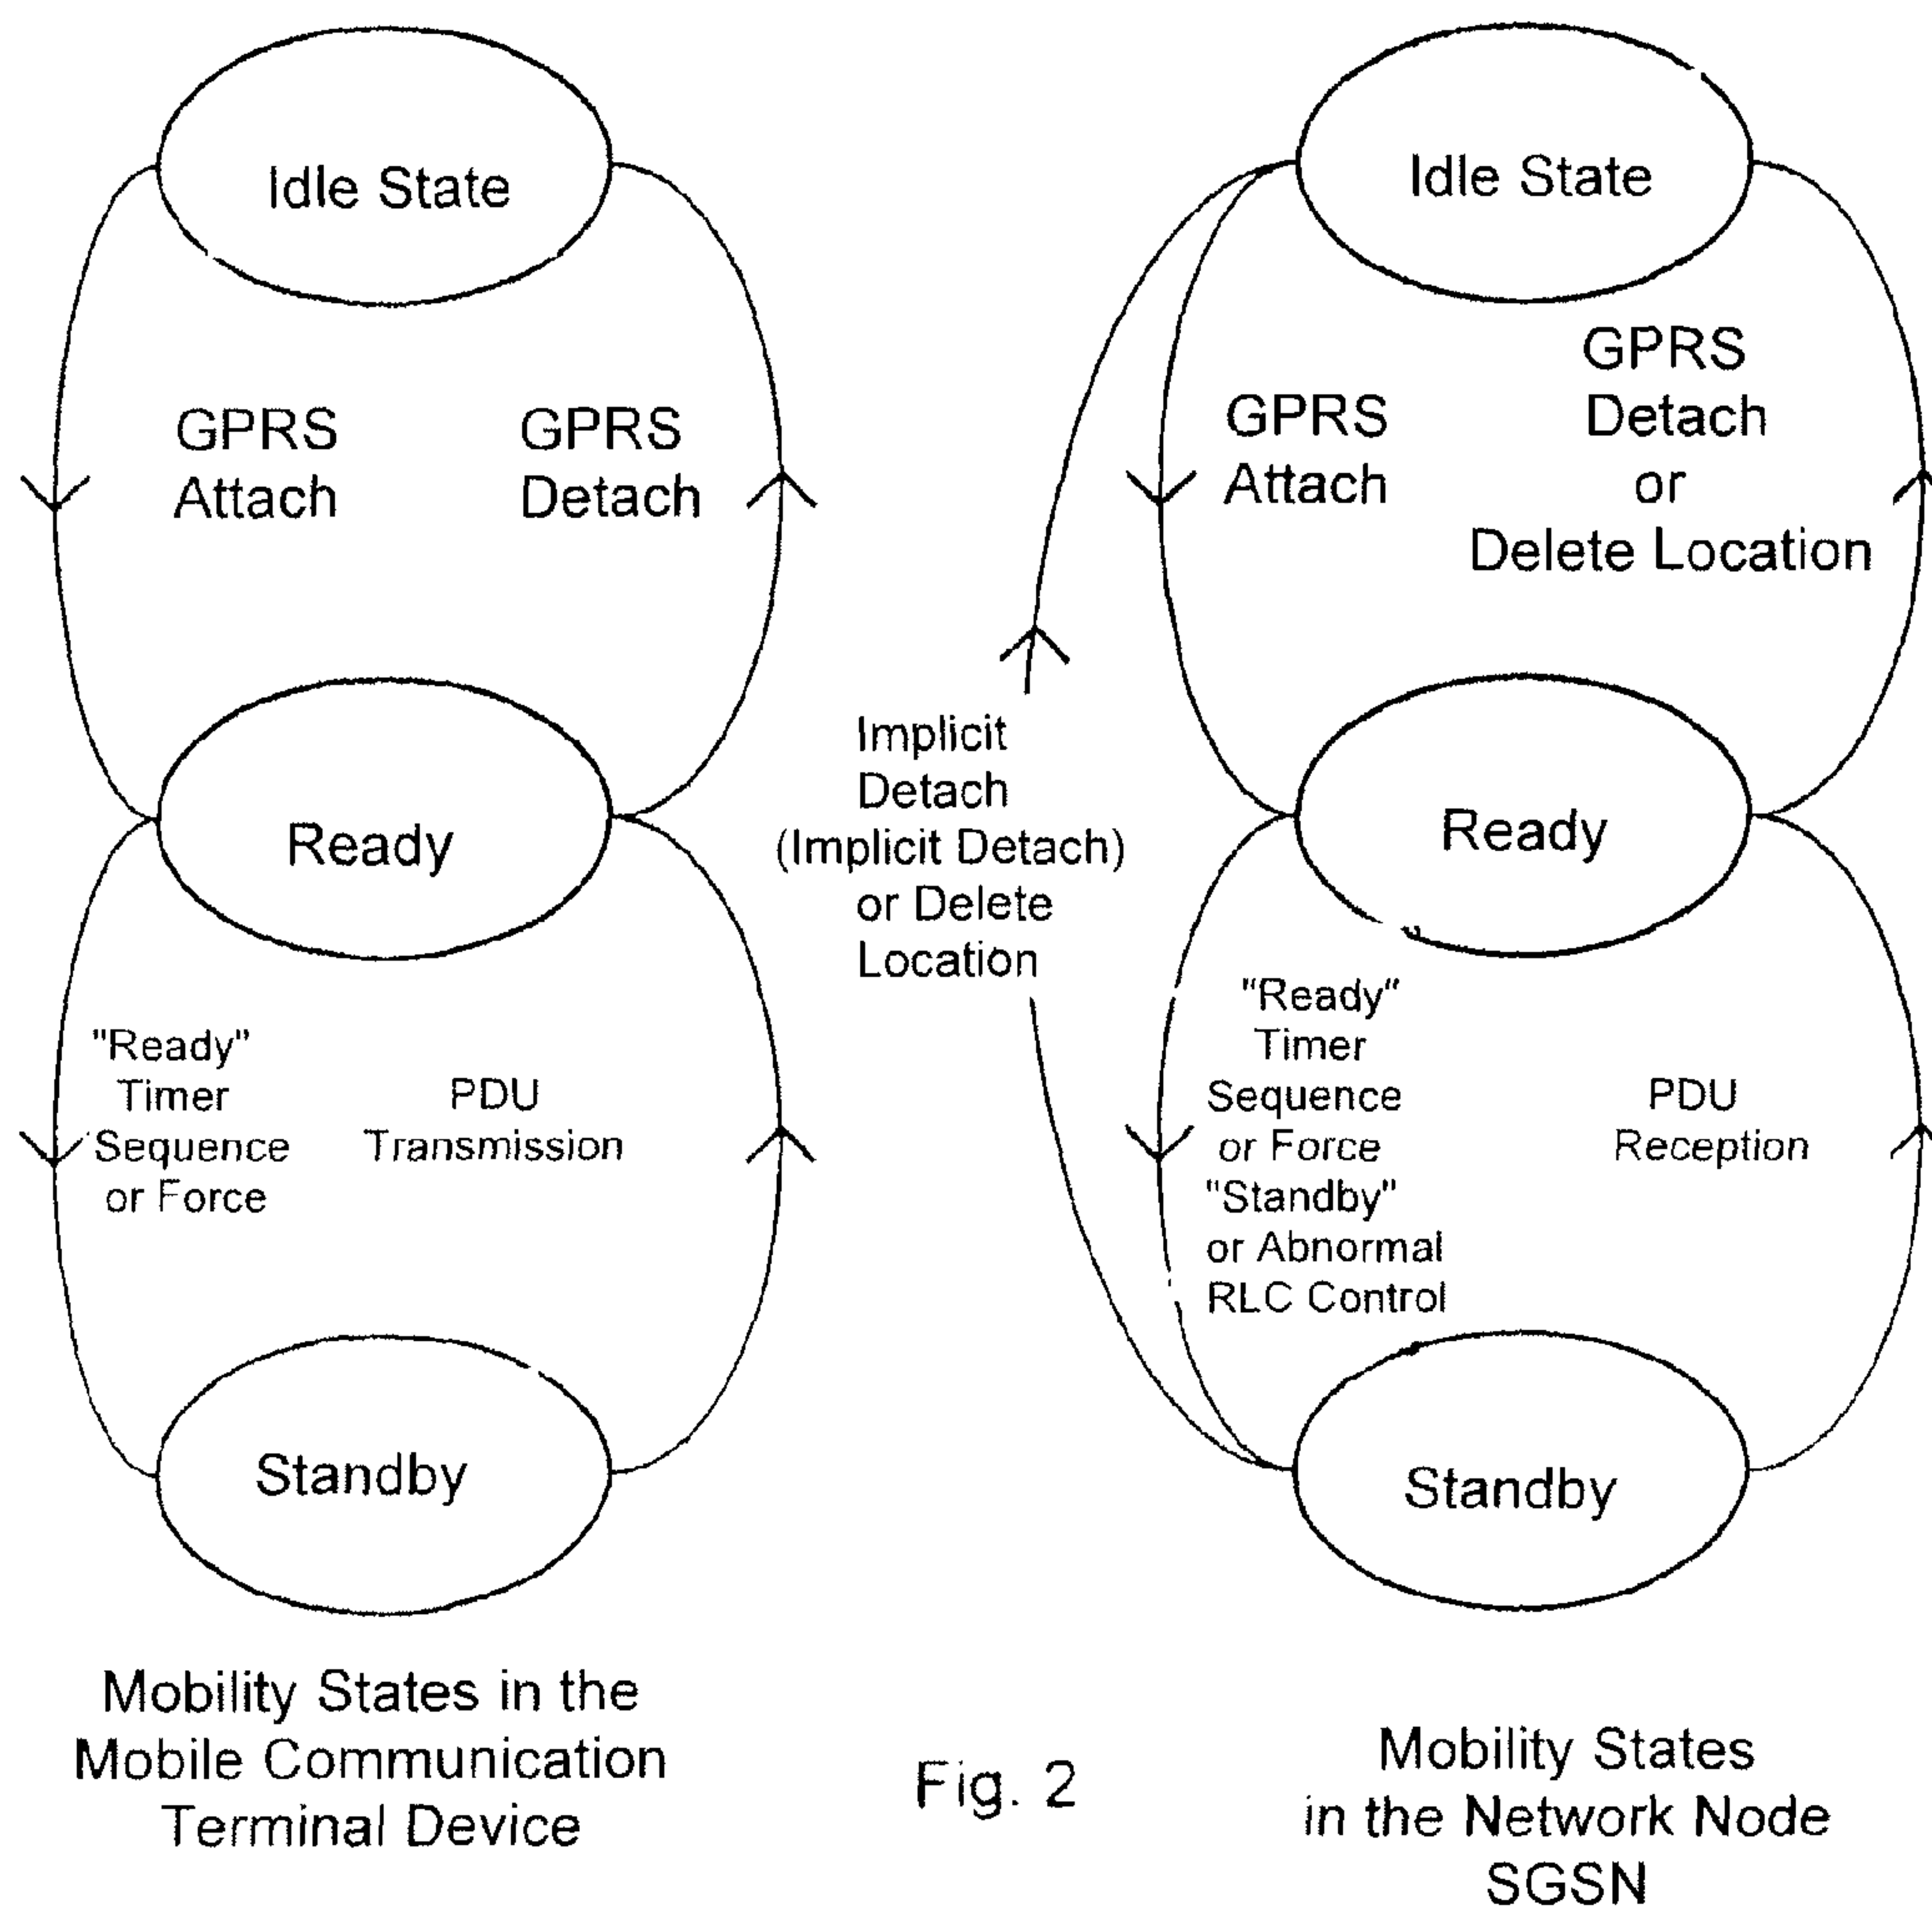 Idle State
GPRS
Attach
GPRS
Detach
Ready
"Ready"
Timer
Sequence
or Force
PDU
Transmission
Standby
Mobility States in the
Mobile Communication
Terminal Device
Implicit
Detach
(Implicit Detach)
or Delete
Location
Idle State
GPRS
Attach
GPRS
Detach
or
Delete Location
Ready
"Ready"
Timer
Sequence
or Force
"Standby"
or Abnormal
RLC Control
PDU
Reception
Standby
Mobility States
in the Network Node
SGSN
Fig. 2